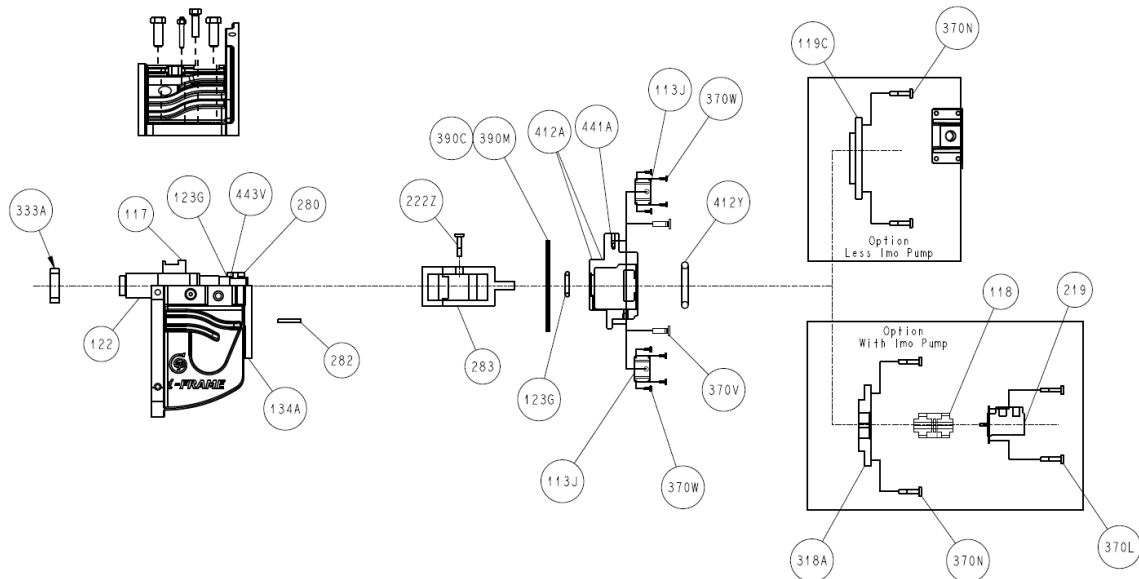 119C
370N
113J
370W
390C
390M
412A
441A
333A
117
123G
443V
280
222Z
412Y
Option
Less Imo Pump
118
219
Option
With Imo Pump
122
282
283
123G
370V
X-FRAME
134A
113J
370W
318A
370N
370L